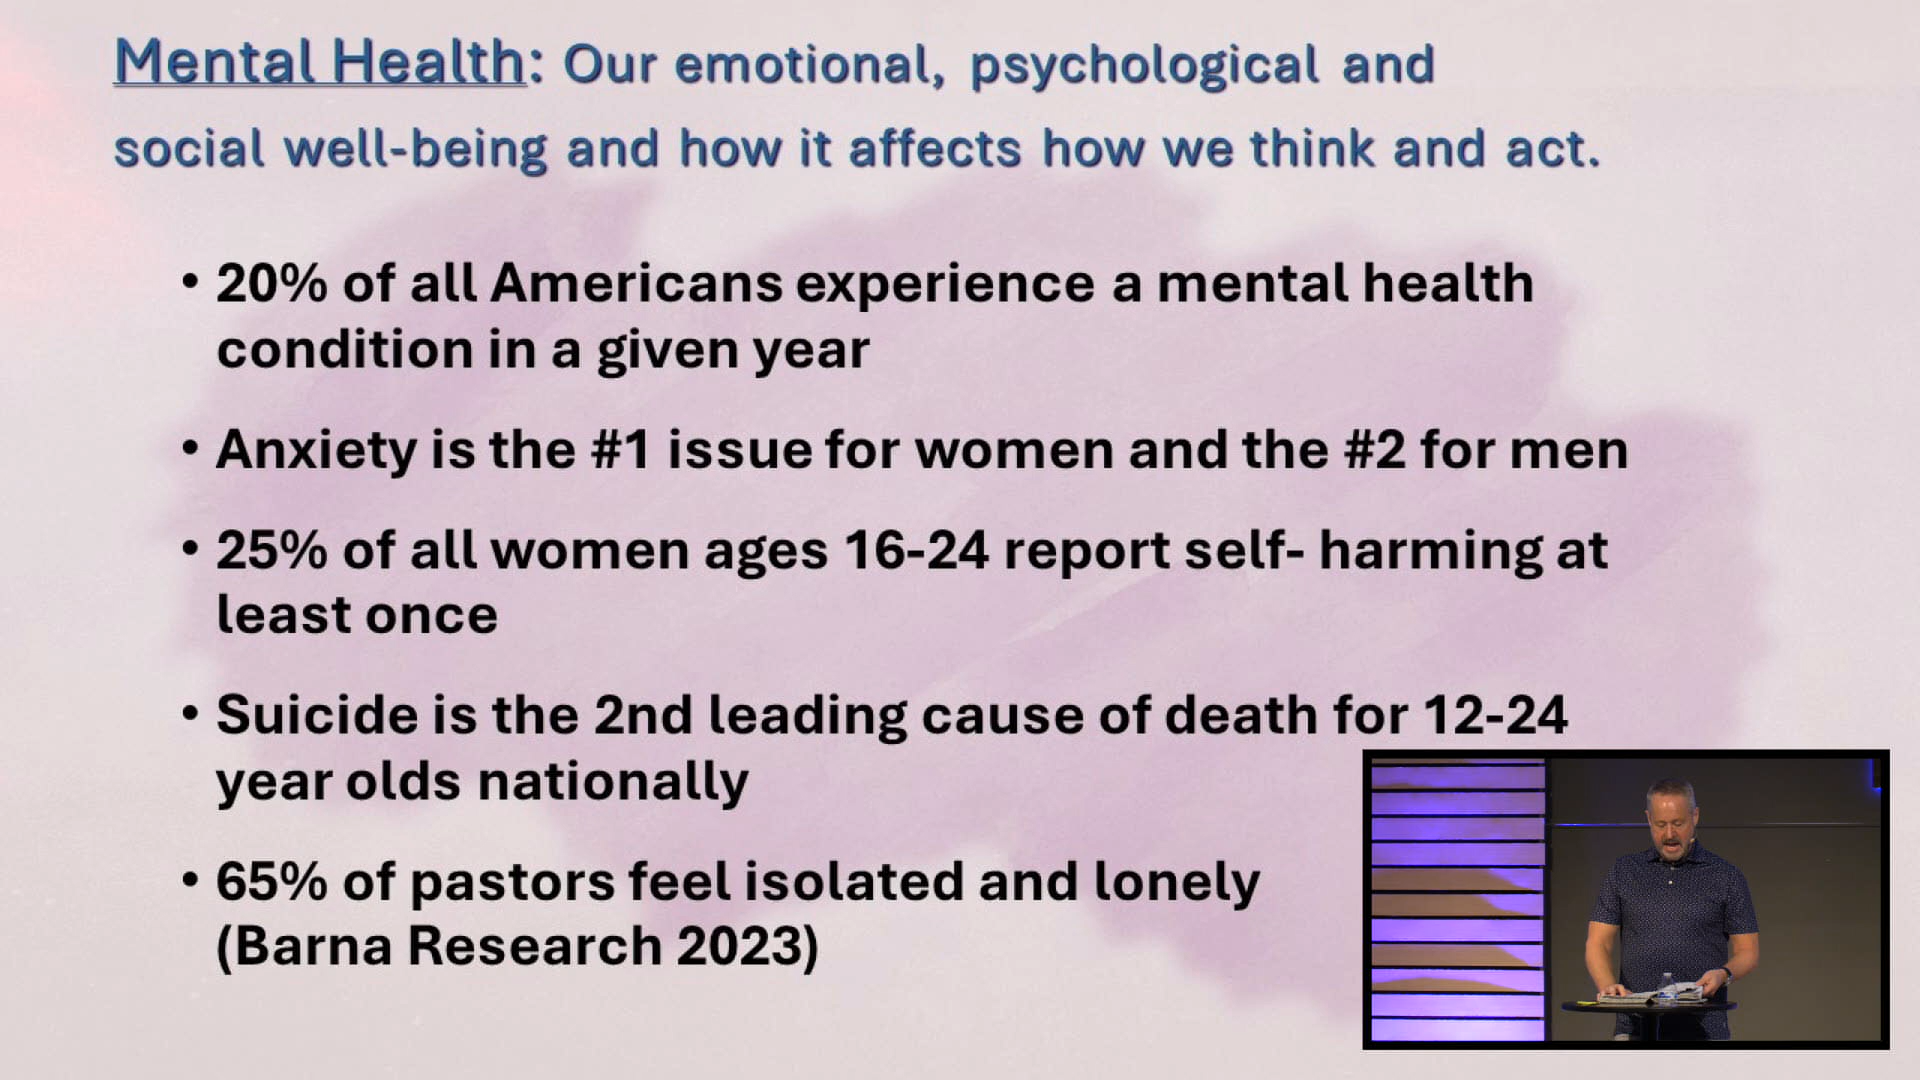 Mental Health: Our emotional, psychological and
social well-being and how it affects how we think and act.
• 20% of all Americans experience a mental health
condition in a given year
• Anxiety is the #1 issue for women and the #2 for men
• 25% of all women ages 16-24 report self- harming at
least once
• Suicide is the 2nd leading cause of death for 12-24
year olds nationally
• 65% of pastors feel isolated and lonely
(Barna Research 2023)